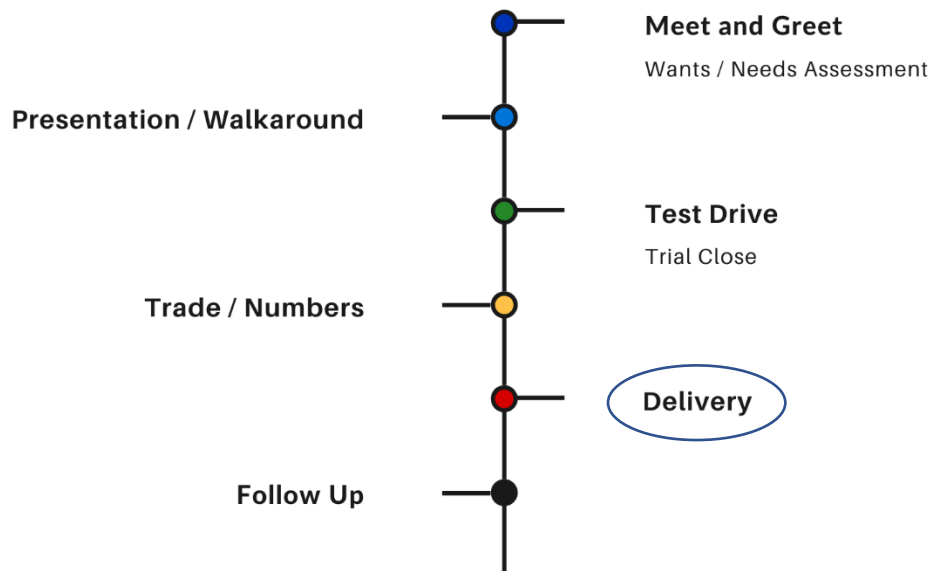 Meet and Greet
Wants / Needs Assessment
Presentation / Walkaround
Test Drive
Trial Close
Trade / Numbers
Delivery
Follow Up